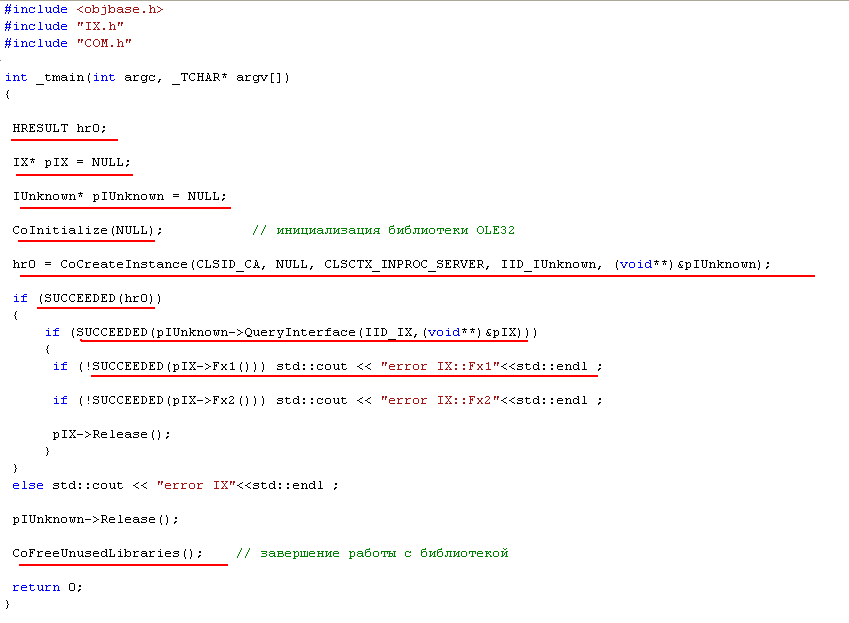 #include <objbase.h>
#include "IX.h"
#include "COM.h"
int _tmain(int argc, _TCHAR* argv[])
{
HRESULT hr0;
IX* pIX = NULL;
IUnknown* pIUnknown = NULL;
CoInitialize(NULL); // инициализация библиотеки OLE32
hr0 = CoCreateInstance(CLSID_CA, NULL, CLSCTX_INPROC_SERVER, IID_IUnknown, (void**)&pIUnknown);
if (SUCCEEDED(hr0))
{
if (SUCCEEDED(pIUnknown->QueryInterface(IID_IX,(void**)&pIX)))
{
if (!SUCCEEDED(pIX->Fx1())) std::cout << "error IX::Fx1"<<std::endl ;
if (!SUCCEEDED(pIX->Fx2())) std::cout << "error IX::Fx2"<<std::endl ;
pIX->Release();
}
}
else std::cout << "error IX"<<std::endl ;
pIUnknown->Release();
CoFreeUnusedLibraries(); // завершение работы с библиотекой
return 0;
}